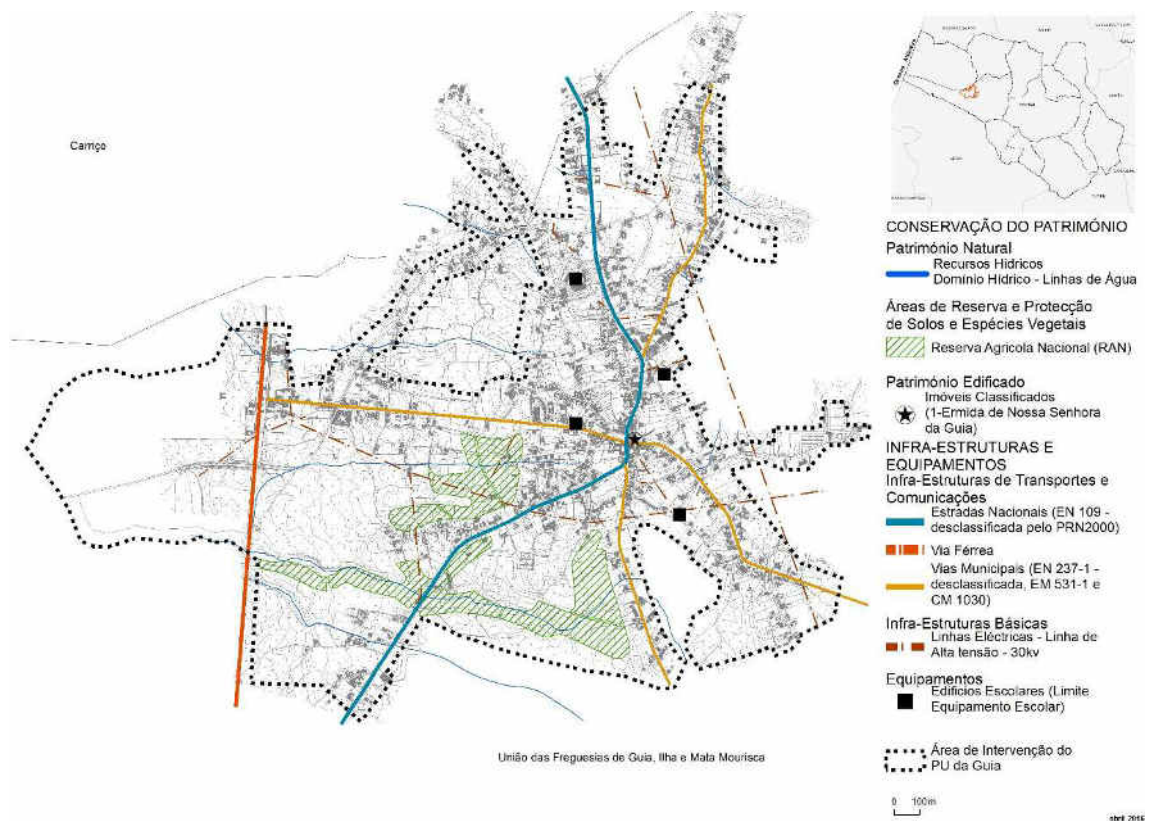 Carriço
CONSERVAÇÃO DO PATRIMÓNIO
Património Natural
Recursos Hídricos
Domínio Hídrico - Linhas de Água
Áreas de Reserva e Protecção
de Solos e Espécies Vegetais
Reserva Agricola Nacional (RAN)
Património Edificado
Imóveis Classificados
(1-Ermida de Nossa Senhora
da Guia)
INFRA-ESTRUTURAS E
EQUIPAMENTOS
Infra-Estruturas de Transportes e
Comunicações
Estradas Nacionais (EN 109 -
desclassificada pelo PRN2000)
Via Férrea
Vias Municipais (EN 237-1 -
desclassificada, EM 531-1 e
CM 1030)
Infra-Estruturas Básicas
Linhas Eléctricas - Linha de
Alta tensão - 30kv
Equipamentos
Edificios Escolares (Limite
Equipamento Escolar)
Área de Intervenção do
PU da Guia
União das Freguesies de Guia, Ilha e Mata Mourisca
0 100m
abril 2016